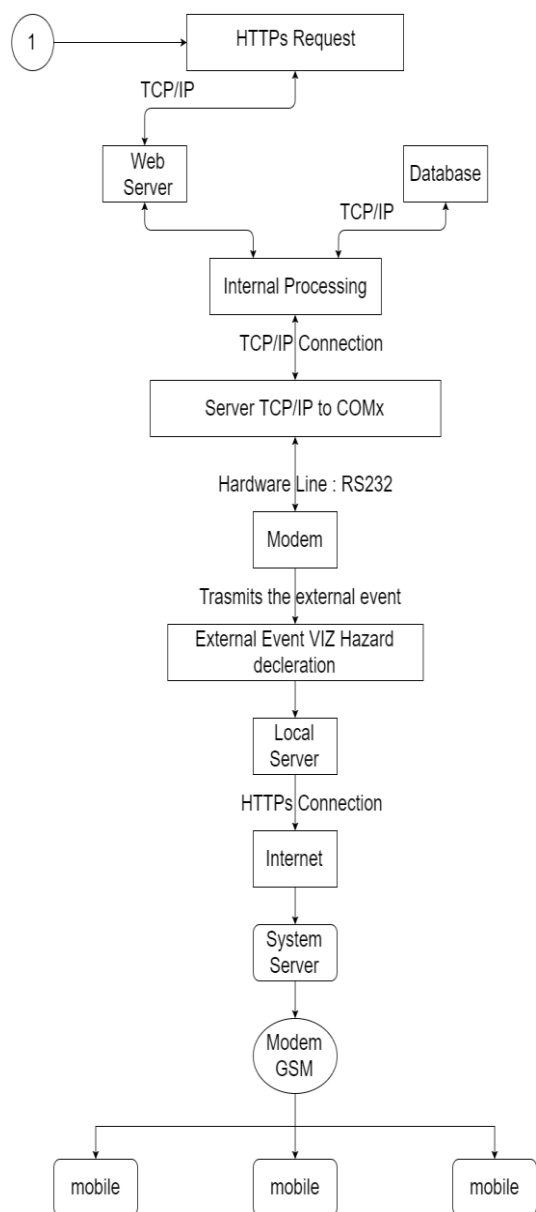 1
HTTPs Request
TCP/IP
Web
Server
Database
TCP/IP
Internal Processing
TCP/IP Connection
Server TCP/IP to COMx
Hardware Line : RS232
Modem
Trasmits the external event
External Event VIZ Hazard
decleration
Local
Server
HTTPs Connection
Internet
System
Server
Modem
GSM
mobile
mobile
mobile